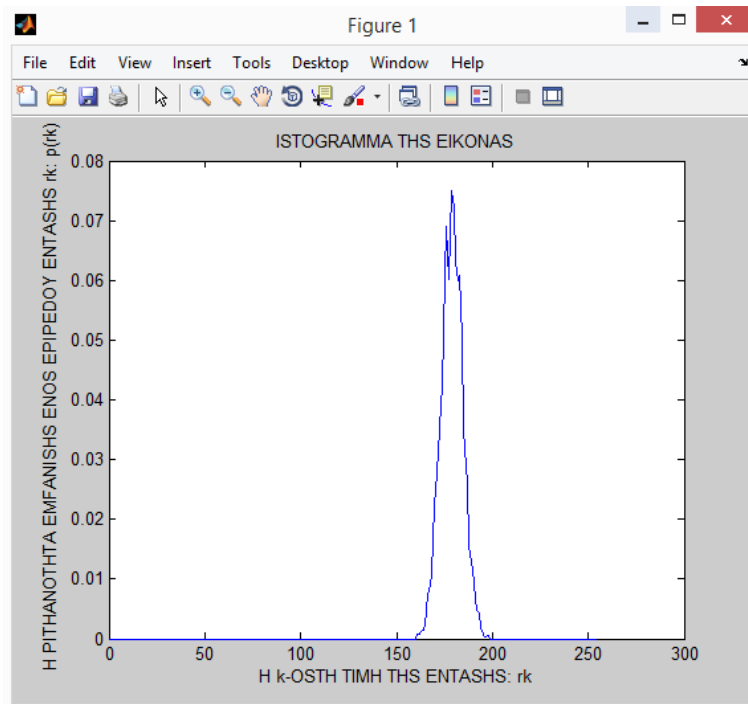 Figure 1
File Edit View Insert Tools Desktop Window Help
ISTOGRAMMA THS EIKONAS
H PITHANOTHTA EMFANISHS ENOS EPIPEDOY ENTASHS rk: p(rk)
0.08
0.07
0.06
0.05
0.04
0.03
0.02
0.01
0
0 50 100 150 200 250 300
H k-OSTH TIMH THS ENTASHS: rk